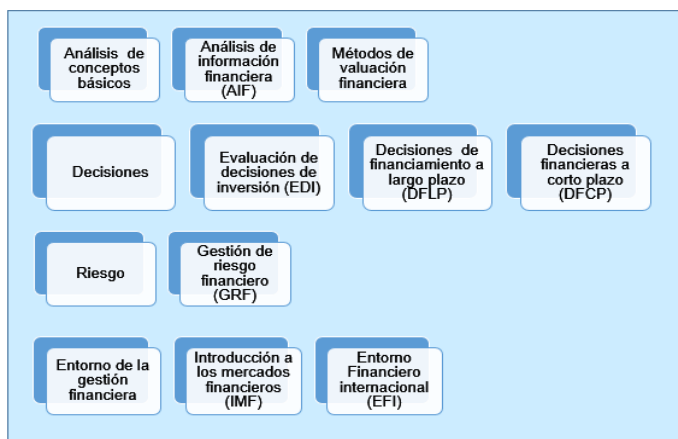 Análisis de
conceptos
básicos
Análisis de
información
financiera
(AIF)
Métodos de
valuación
financiera
Decisiones
Evaluación de
decisiones de
inversión (EDI)
Decisiones de
financiamiento a
largo plazo
(DFLP)
Decisiones
financieras a
corto plazo
(DFCP)
Riesgo
Gestión de
riesgo
financiero
(GRF)
Entorno de la
gestión
financiera
Introducción a
los mercados
financieros
(IMF)
Entorno
Financiero
internacional
(EFI)